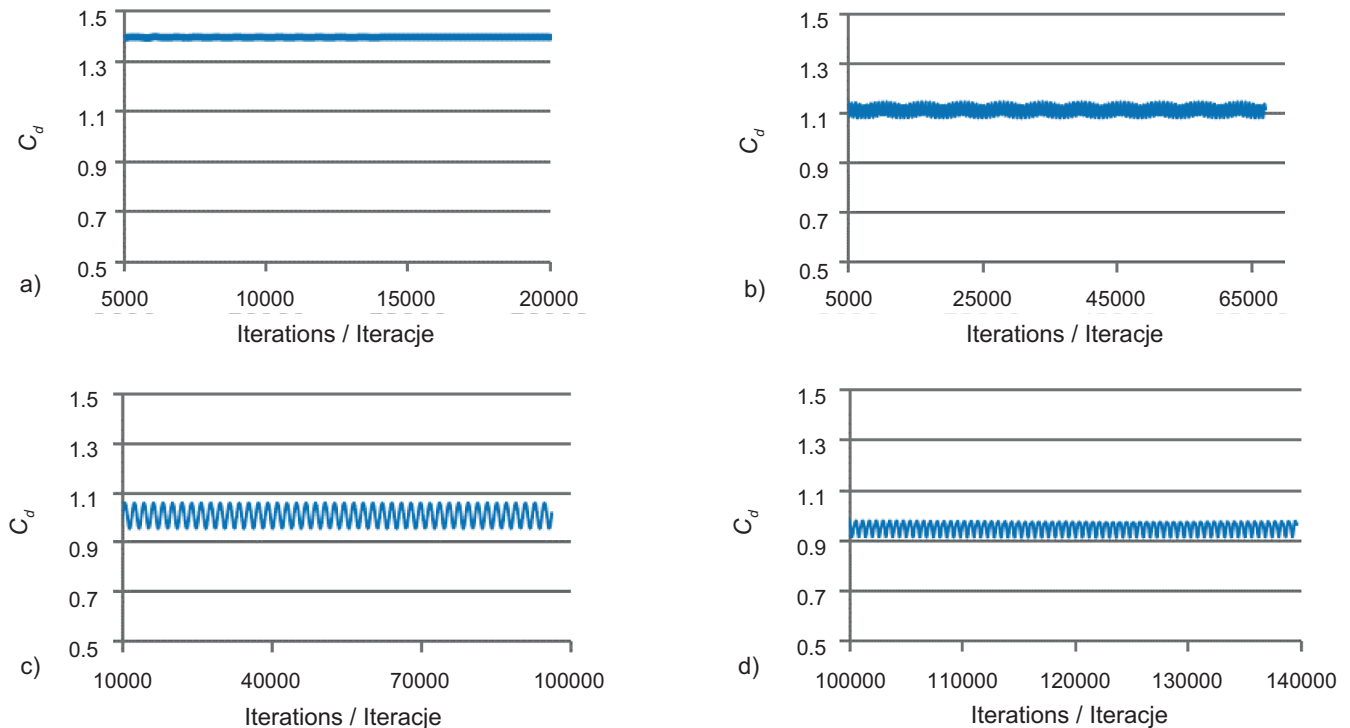 1.5
1.3
1.1
0.9
0.7
0.5
C_d
a)
5000 10000 15000 20000
Iterations / Iteracje
1.5
1.3
1.1
0.9
0.7
0.5
C_d
b)
5000 25000 45000 65000
Iterations / Iteracje
1.5
1.3
1.1
0.9
0.7
0.5
C_d
c)
10000 40000 70000 100000
Iterations / Iteracje
1.5
1.3
1.1
0.9
0.7
0.5
C_d
d)
100000 110000 120000 130000 140000
Iterations / Iteracje